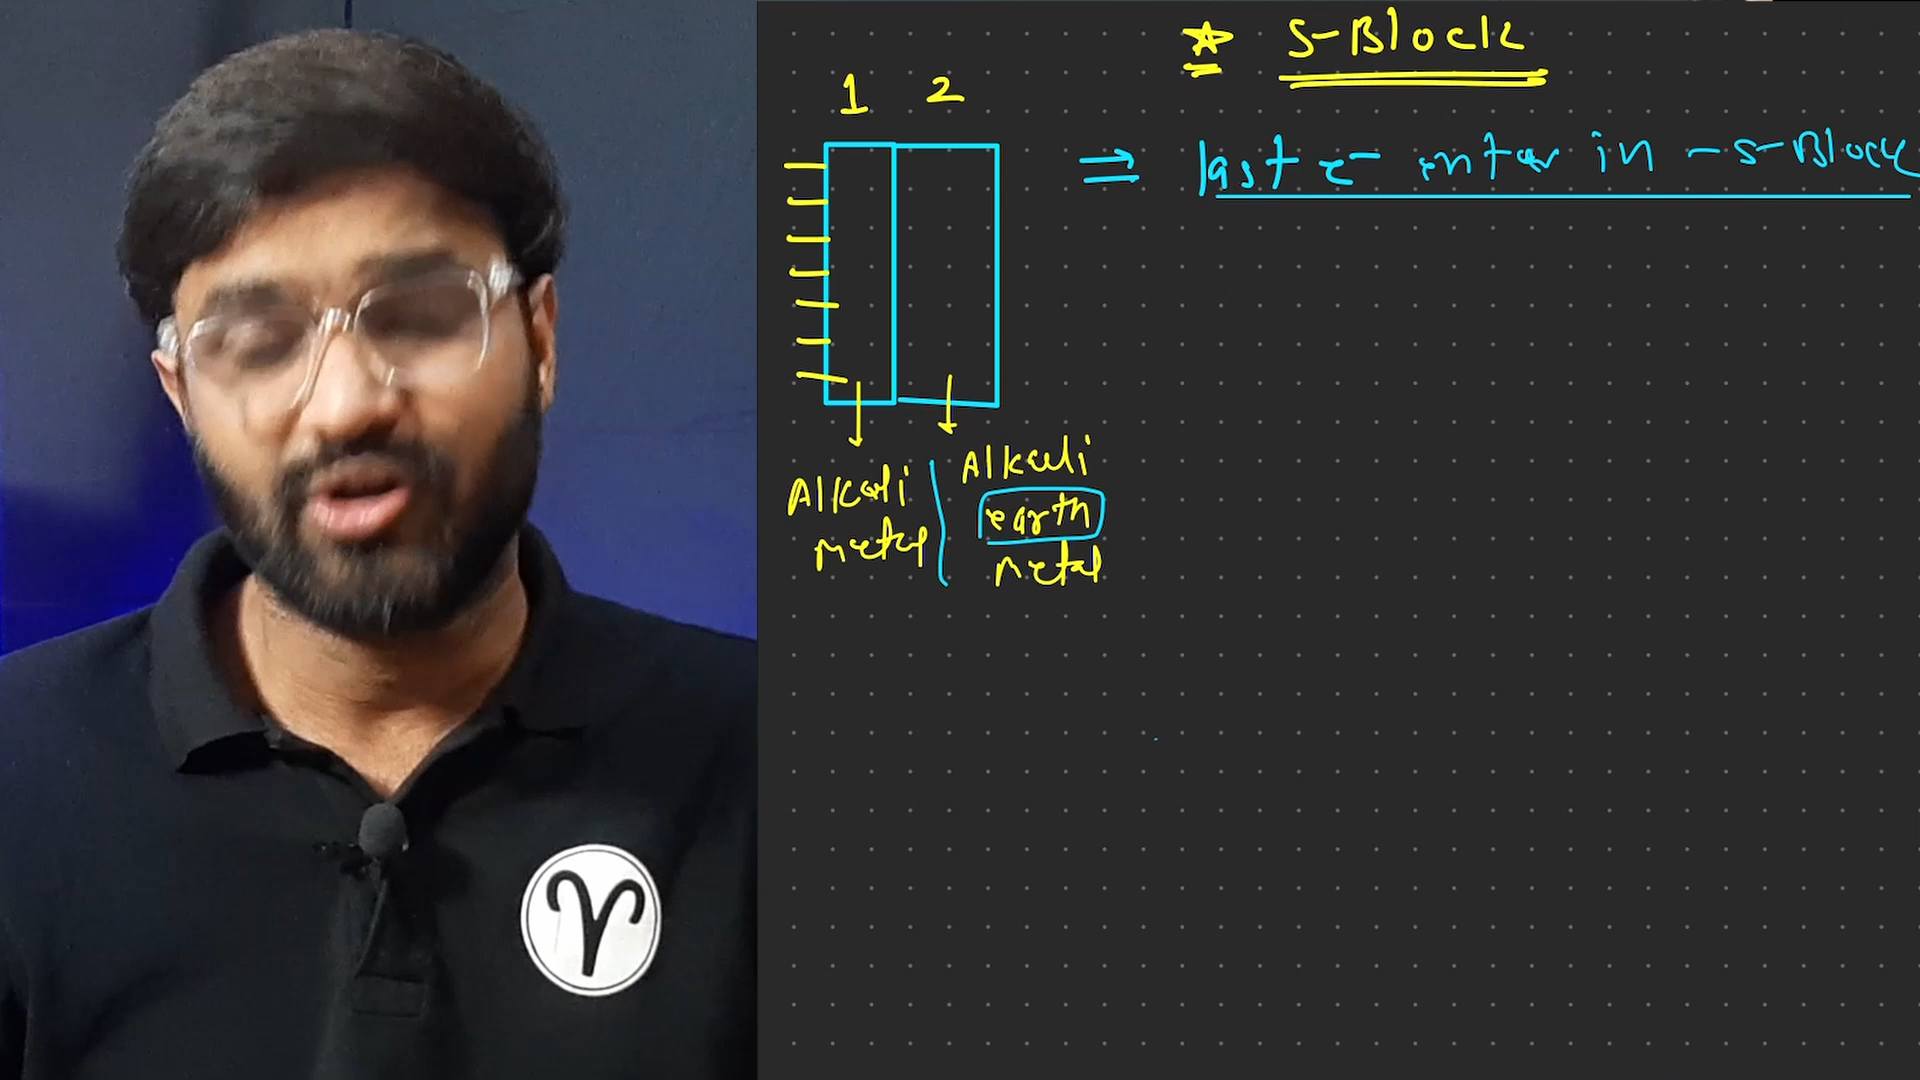 * S-Block
1 2
⇒ last e⁻ enter in - s-Block
Alkali metal
Alkali earth metal